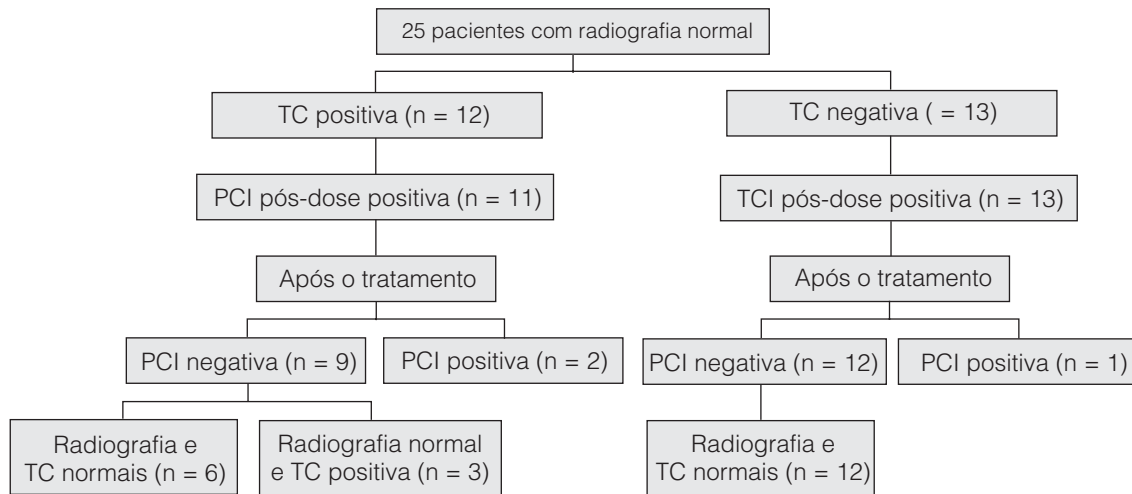 25 pacientes com radiografia normal
TC positiva (n = 12)
TC negativa ( = 13)
PCI pós-dose positiva (n = 11)
TCI pós-dose positiva (n = 13)
Após o tratamento
Após o tratamento
PCI negativa (n = 9)
PCI positiva (n = 2)
PCI negativa (n = 12)
PCI positiva (n = 1)
Radiografia e
TC normais (n = 6)
Radiografia normal
e TC positiva (n = 3)
Radiografia e
TC normais (n = 12)